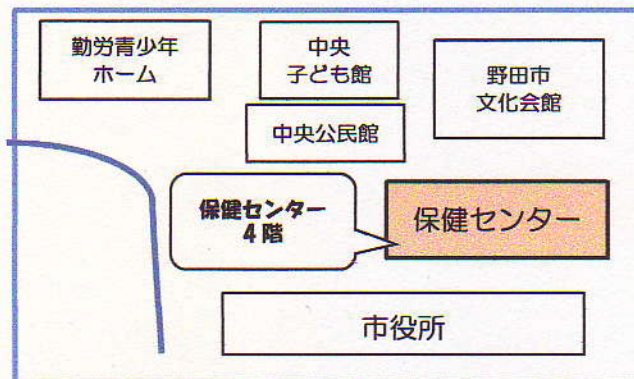 勤労青少年
ホーム
中央
子ども館
野田市
文化会館
中央公民館
保健センター
4階
保健センター
市役所